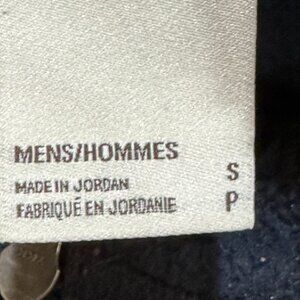 MENS/HOMMES
S
MADE IN JORDAN
FABRIQUÉ EN JORDANIE
P